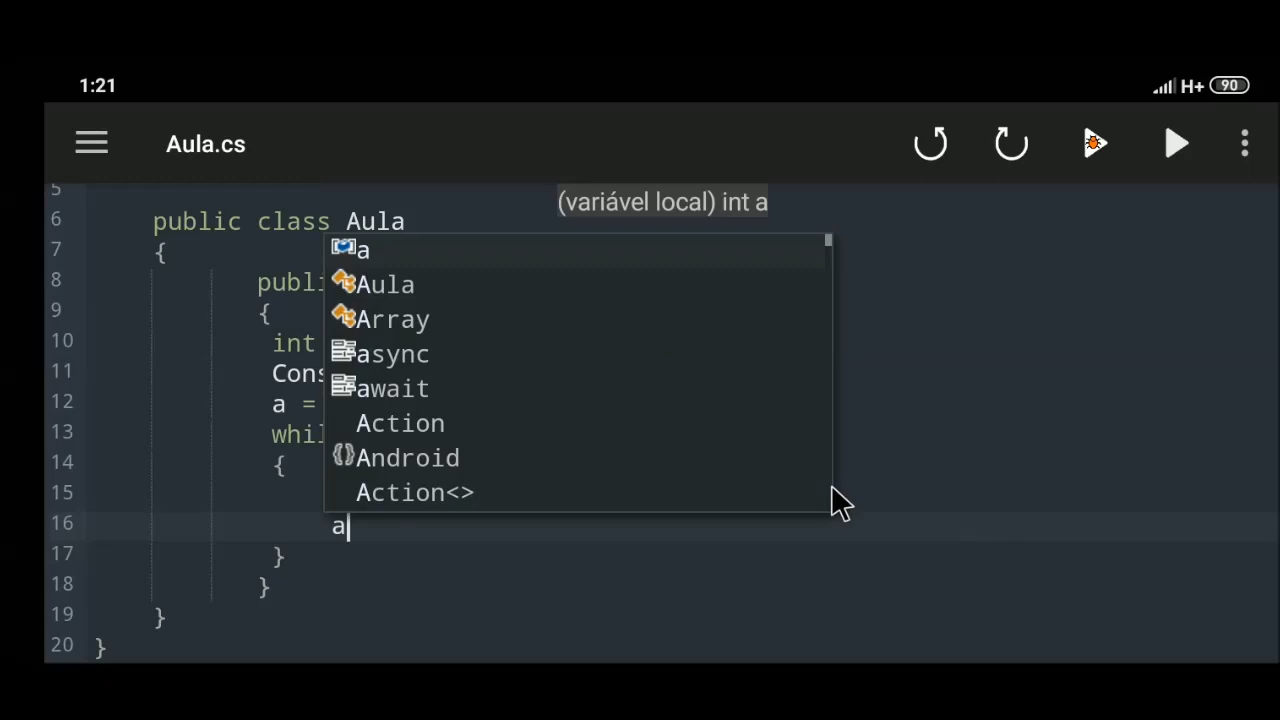 1:21
H+ 90
Aula.cs
5
(variável local) int a
6 public class Aula
7 {
a
8 publi
Aula
9 {
Array
10 int
async
11 Cons
await
12 a =
Action
13 whil
Android
14 {
Action<>
15
16 a
17 }
18 }
19 }
20 }